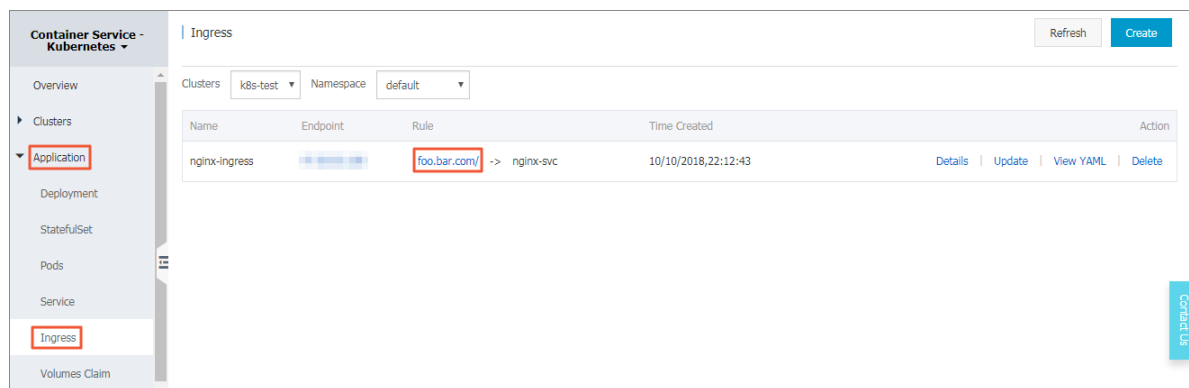 Container Service -
Kubernetes
Ingress
Refresh
Create
Overview
Clusters
Application
Deployment
StatefulSet
Pods
Service
Ingress
Volumes Claim
Clusters k8s-test Namespace default
Name Endpoint Rule Time Created Action
nginx-ingress foo.bar.com/ -> nginx-svc 10/10/2018,22:12:43 Details | Update | View YAML | Delete
Contact Us